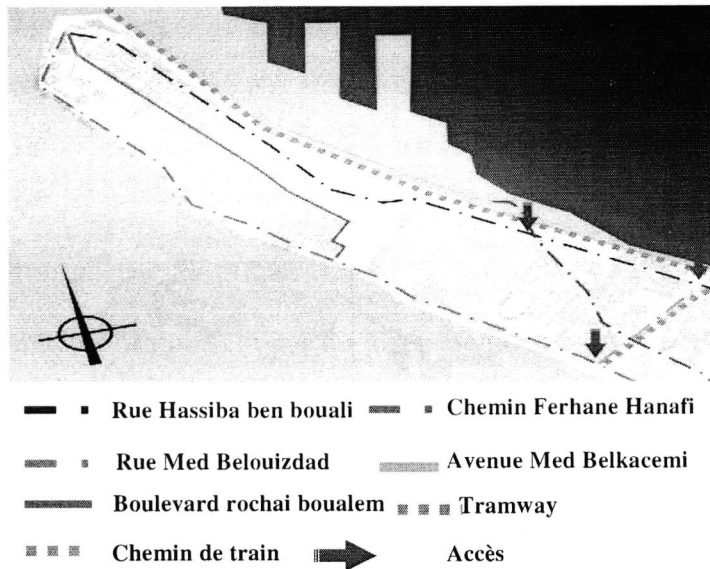 Rue Hassiba ben bouali Chemin Ferhane Hanafi
Rue Med Belouizdad Avenue Med Belkacemi
Boulevard rochai boualem Tramway
Chemin de train Accès